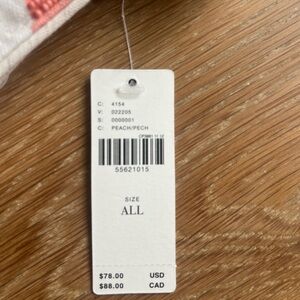 C: 4154
V: 022205
S: 0000001
C: PEACH/PECH
55621015
SIZE
ALL
$78.00 USD
$88.00 CAD